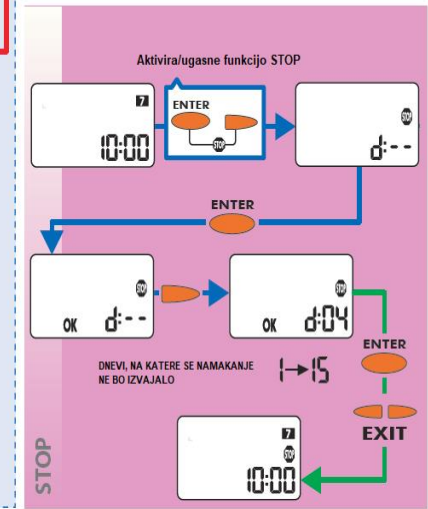 Aktivira/ugasne funkcijo STOP
7
10:00
ENTER
STOP
STOP
d:--
ENTER
STOP
OK d:--
STOP
OK d:04
DNEVI, NA KATERE SE NAMAKANJE
NE BO IZVAJALO
1→15
ENTER
EXIT
7
STOP
10:00
STOP